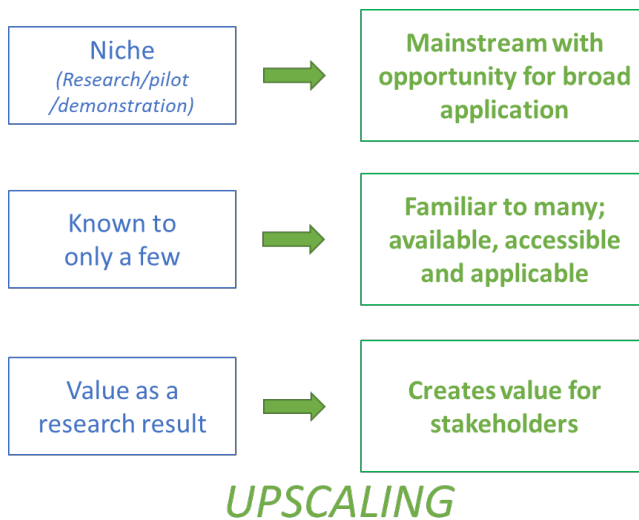 Niche
(Research/pilot
/demonstration)
Mainstream with
opportunity for broad
application
Known to
only a few
Familiar to many;
available, accessible
and applicable
Value as a
research result
Creates value for
stakeholders
UPSCALING